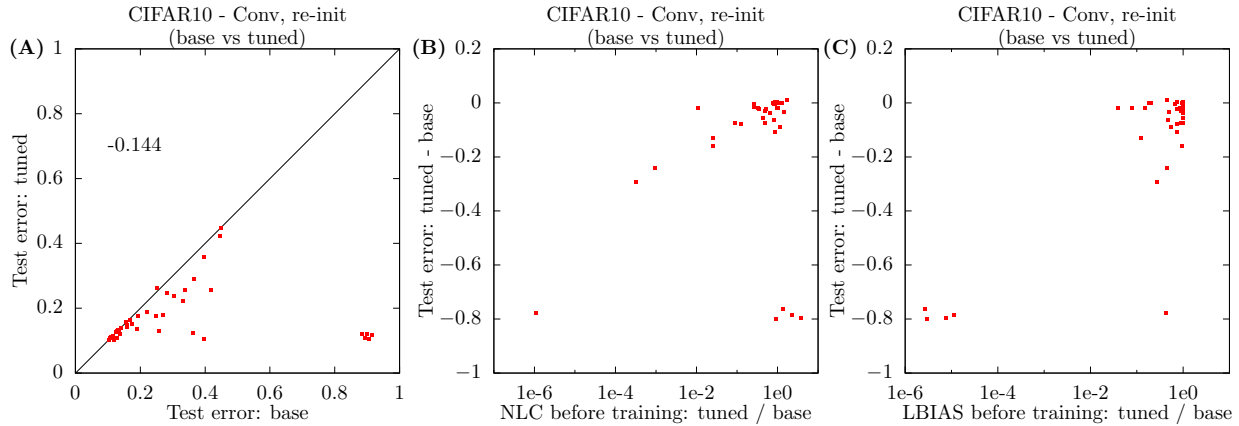 CIFAR10 - Conv, re-init
(base vs tuned)
(A)
1
0.8
0.6
0.4
0.2
0
-0.144
Test error: tuned
0
0.2
0.4
0.6
0.8
1
Test error: base
CIFAR10 - Conv, re-init
(base vs tuned)
(B)
0.2
0
−0.2
−0.4
−0.6
−0.8
−1
Test error: tuned - base
1e-6
1e-4
1e-2
1e0
NLC before training: tuned / base
CIFAR10 - Conv, re-init
(base vs tuned)
(C)
0.2
0
−0.2
−0.4
−0.6
−0.8
−1
Test error: tuned - base
1e-6
1e-4
1e-2
1e0
LBIAS before training: tuned / base